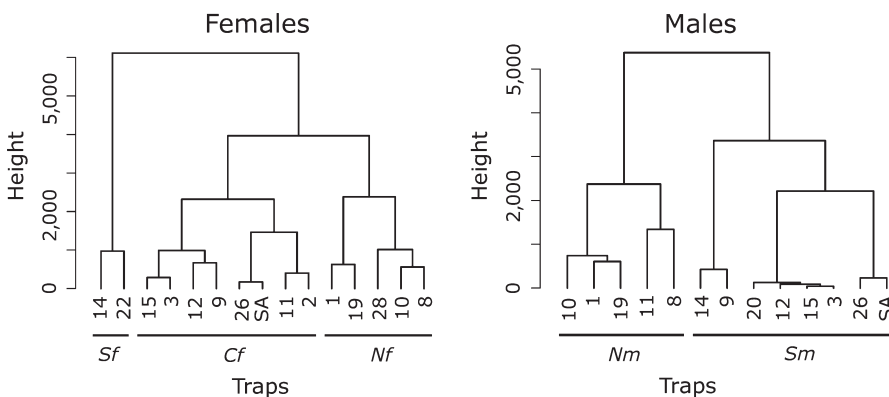 Females
Height
0
2,000
5,000
14 22 15 3 12 9 26 SA 11 2 1 19 28 10 8
Sf Cf Nf
Traps
Males
Height
0
2,000
5,000
10 1 19 11 8 14 9 20 12 15 3 26 SA
Nm Sm
Traps